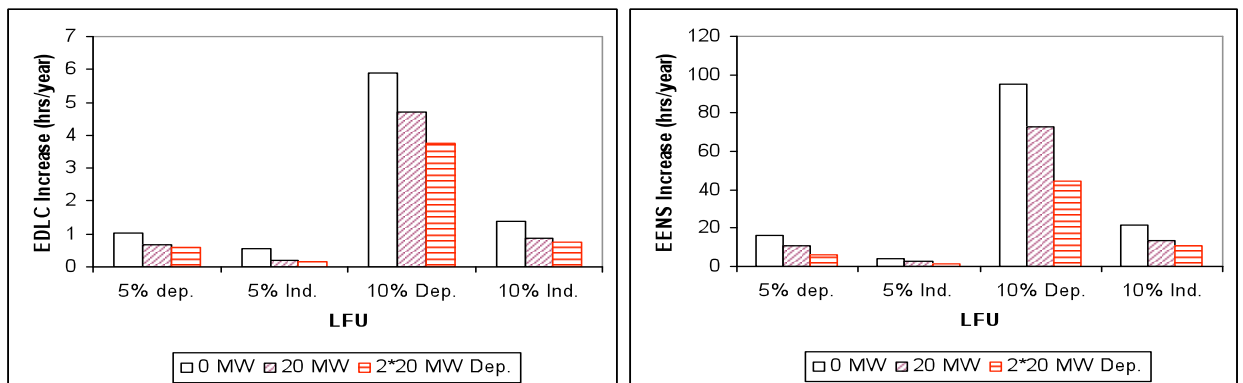 EDLC Increase (hrs/year)
7
6
5
4
3
2
1
0
5% dep.
5% Ind.
10% Dep.
10% Ind.
LFU
0 MW
20 MW
2*20 MW Dep.
EENS Increase (hrs/year)
120
100
80
60
40
20
0
5% dep.
5% Ind.
10% Dep.
10% Ind.
LFU
0 MW
20 MW
2*20 MW Dep.